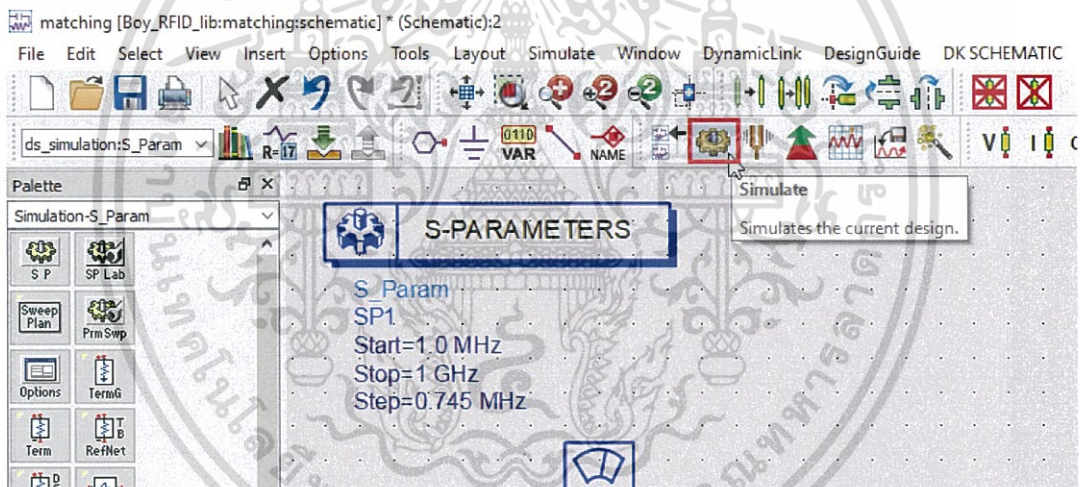 matching [Boy_RFID_lib:matching:schematic] * (Schematic):2
File Edit Select View Insert Options Tools Layout Simulate Window DynamicLink DesignGuide DK SCHEMATIC
ds_simulation:S_Param
R=17
0110
VAR
NAME
V
I
Palette
Simulation-S_Param
S P
SP Lab
Sweep
Plan
Prm Swp
Options
TermG
Term
RefNet
Simulate
Simulates the current design.
S-PARAMETERS
S_Param
SP1
Start=1.0 MHz
Stop=1 GHz
Step=0.745 MHz